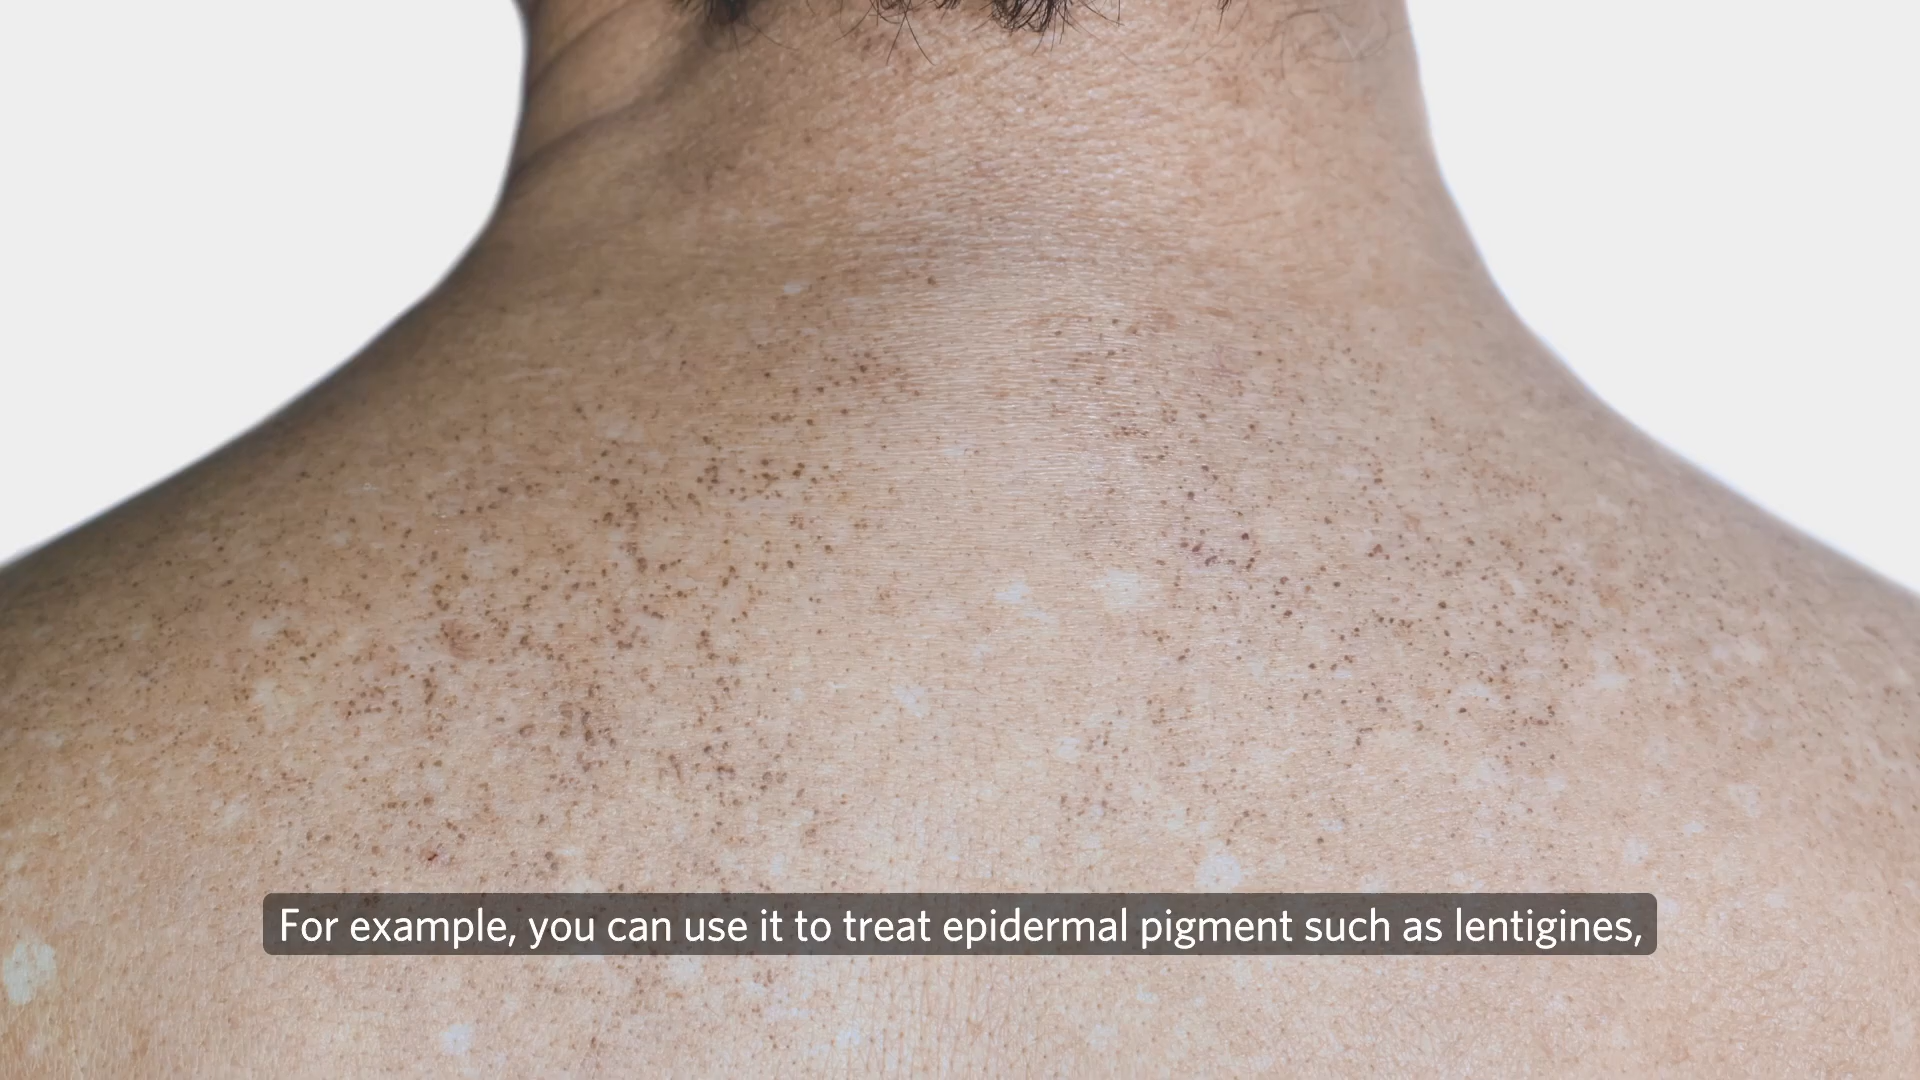 For example, you can use it to treat epidermal pigment such as lentigines,